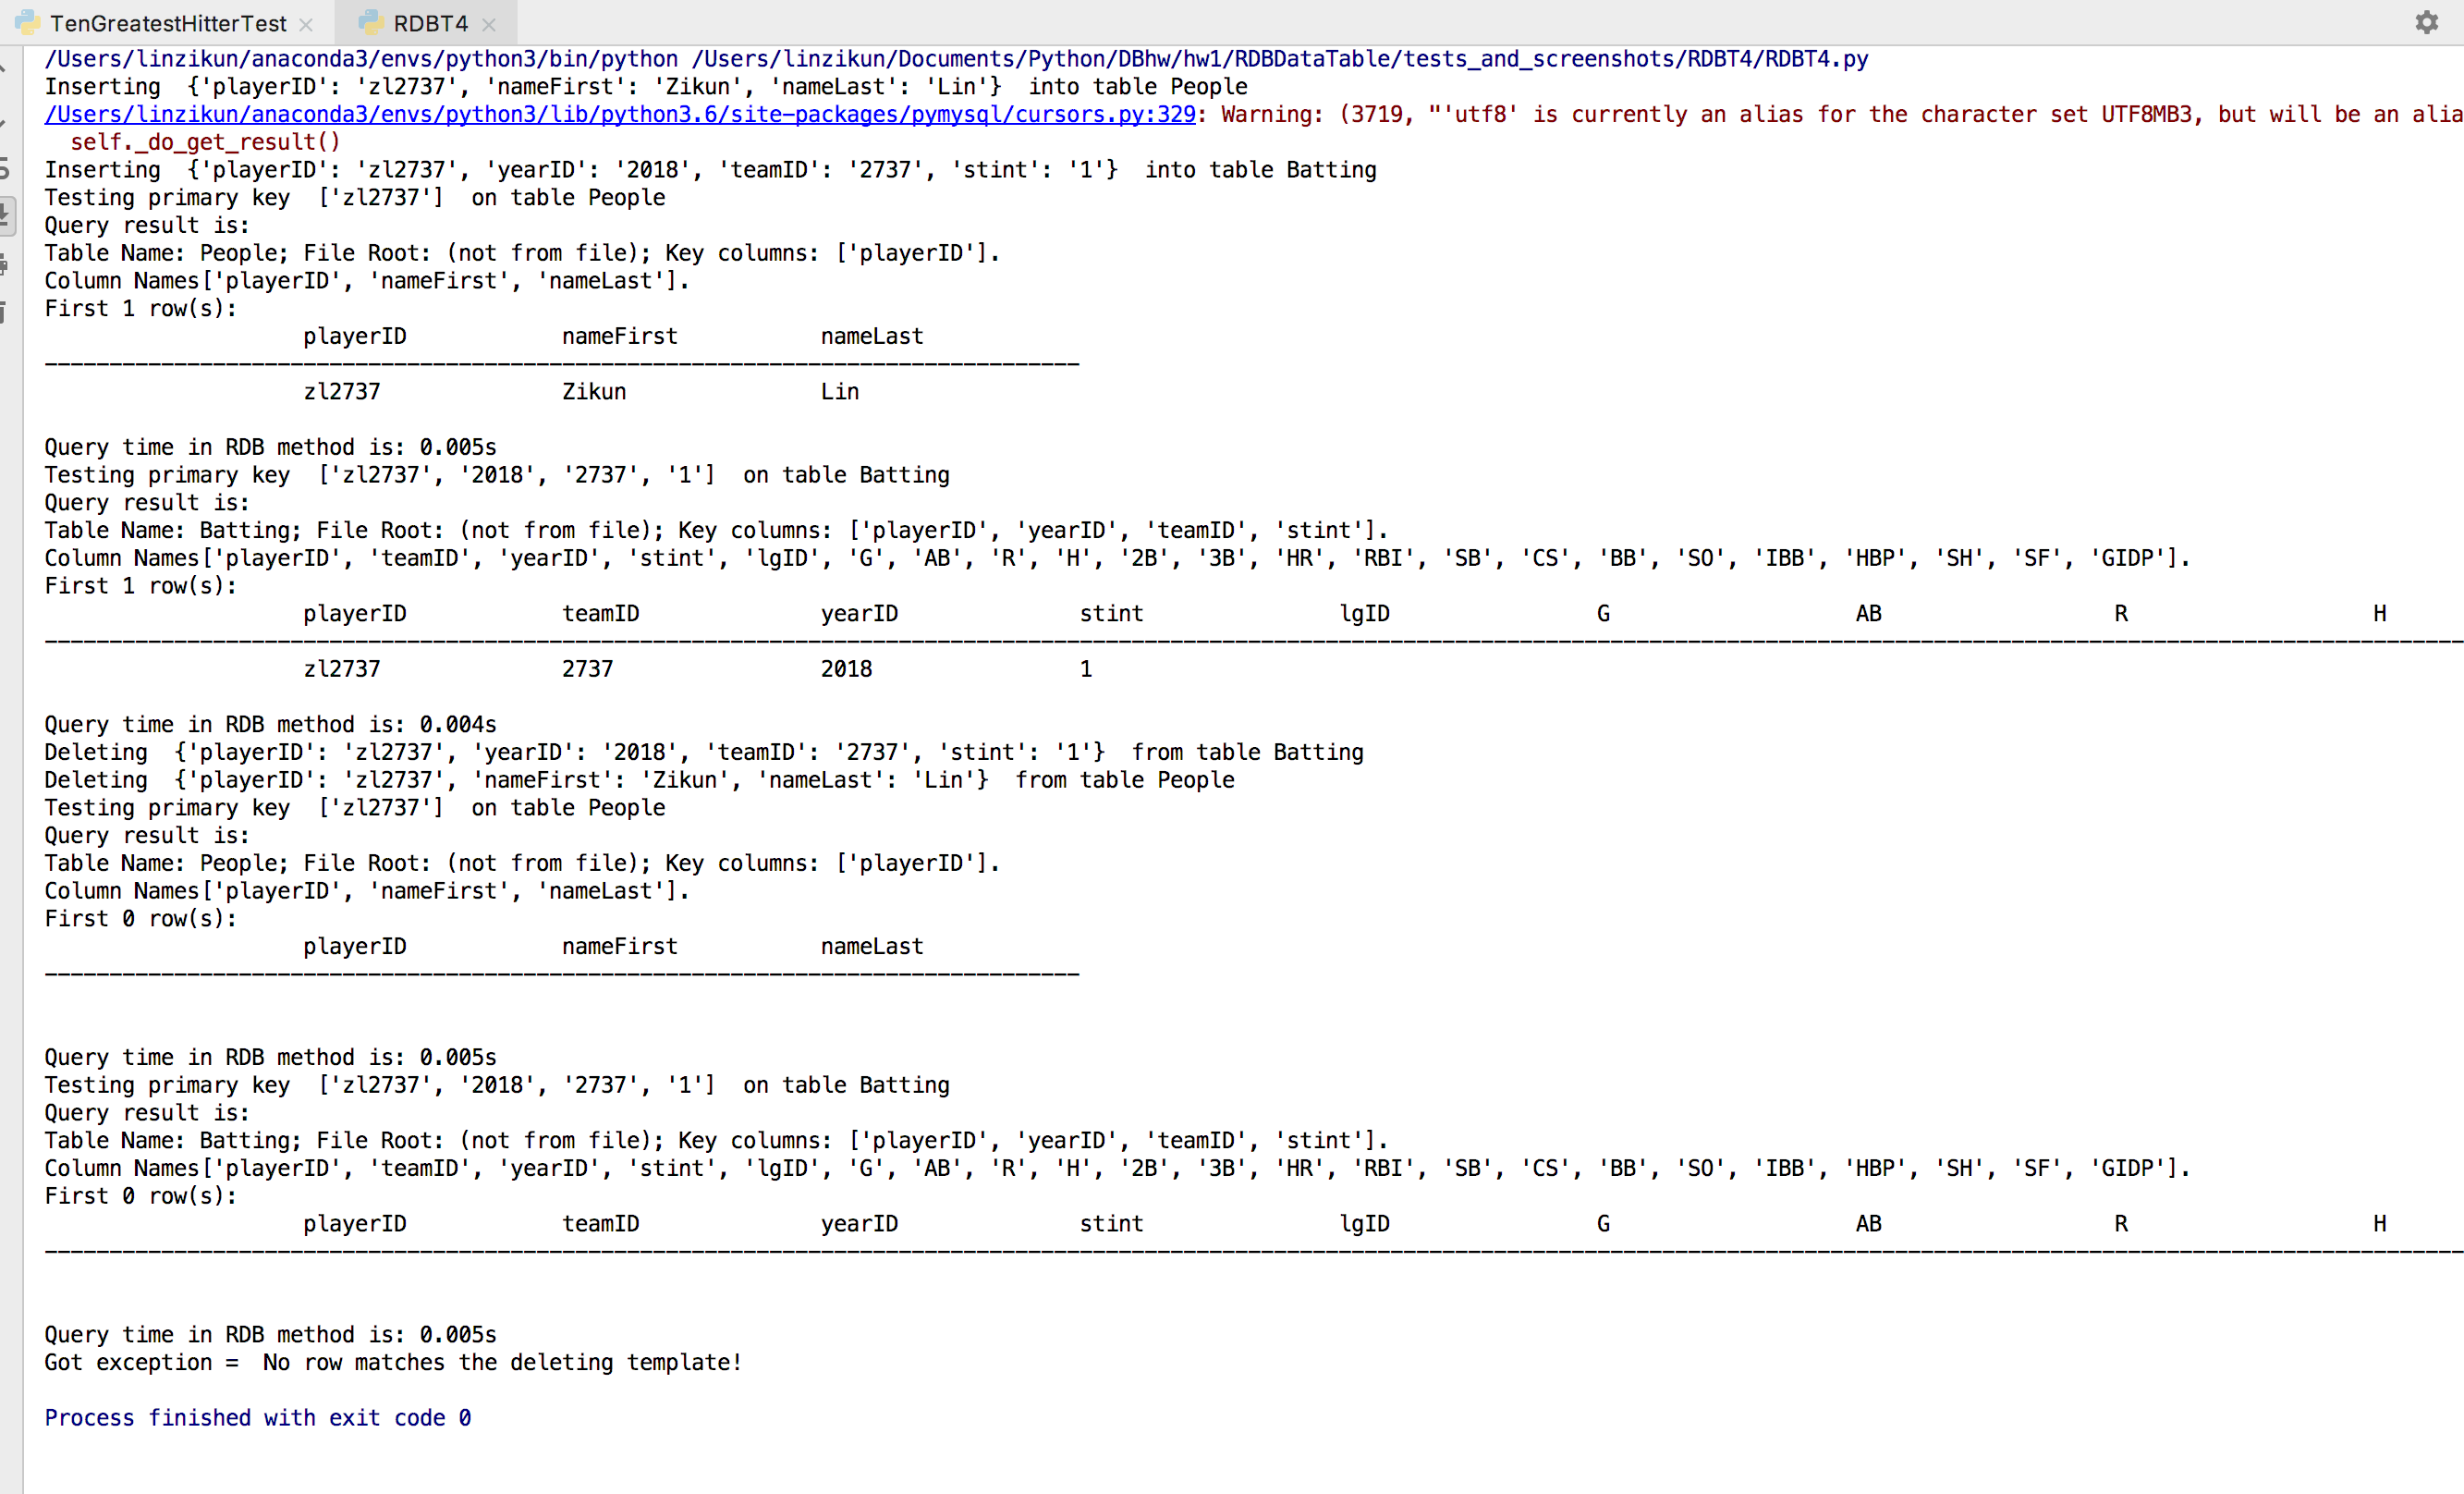 TenGreatestHitterTest RDBT4
/Users/linzikun/anaconda3/envs/python3/bin/python /Users/linzikun/Documents/Python/DBhw/hw1/RDBDataTable/tests_and_screenshots/RDBT4/RDBT4.py
Inserting  {'playerID': 'zl2737', 'nameFirst': 'Zikun', 'nameLast': 'Lin'}  into table People
/Users/linzikun/anaconda3/envs/python3/lib/python3.6/site-packages/pymysql/cursors.py:329: Warning: (3719, "'utf8' is currently an alias for the character set UTF8MB3, but will be an alia
  self._do_get_result()
Inserting  {'playerID': 'zl2737', 'yearID': '2018', 'teamID': '2737', 'stint': '1'}  into table Batting
Testing primary key  ['zl2737']  on table People
Query result is:
Table Name: People; File Root: (not from file); Key columns: ['playerID'].
Column Names['playerID', 'nameFirst', 'nameLast'].
First 1 row(s):
playerID nameFirst nameLast
--------------------------------------------------------------------------------
zl2737 Zikun Lin
Query time in RDB method is: 0.005s
Testing primary key  ['zl2737', '2018', '2737', '1']  on table Batting
Query result is:
Table Name: Batting; File Root: (not from file); Key columns: ['playerID', 'yearID', 'teamID', 'stint'].
Column Names['playerID', 'teamID', 'yearID', 'stint', 'lgID', 'G', 'AB', 'R', 'H', '2B', '3B', 'HR', 'RBI', 'SB', 'CS', 'BB', 'SO', 'IBB', 'HBP', 'SH', 'SF', 'GIDP'].
First 1 row(s):
playerID teamID yearID stint lgID G AB R H
--------------------------------------------------------------------------------
zl2737 2737 2018 1
Query time in RDB method is: 0.004s
Deleting  {'playerID': 'zl2737', 'yearID': '2018', 'teamID': '2737', 'stint': '1'}  from table Batting
Deleting  {'playerID': 'zl2737', 'nameFirst': 'Zikun', 'nameLast': 'Lin'}  from table People
Testing primary key  ['zl2737']  on table People
Query result is:
Table Name: People; File Root: (not from file); Key columns: ['playerID'].
Column Names['playerID', 'nameFirst', 'nameLast'].
First 0 row(s):
playerID nameFirst nameLast
--------------------------------------------------------------------------------
Query time in RDB method is: 0.005s
Testing primary key  ['zl2737', '2018', '2737', '1']  on table Batting
Query result is:
Table Name: Batting; File Root: (not from file); Key columns: ['playerID', 'yearID', 'teamID', 'stint'].
Column Names['playerID', 'teamID', 'yearID', 'stint', 'lgID', 'G', 'AB', 'R', 'H', '2B', '3B', 'HR', 'RBI', 'SB', 'CS', 'BB', 'SO', 'IBB', 'HBP', 'SH', 'SF', 'GIDP'].
First 0 row(s):
playerID teamID yearID stint lgID G AB R H
--------------------------------------------------------------------------------
Query time in RDB method is: 0.005s
Got exception =  No row matches the deleting template!
Process finished with exit code 0